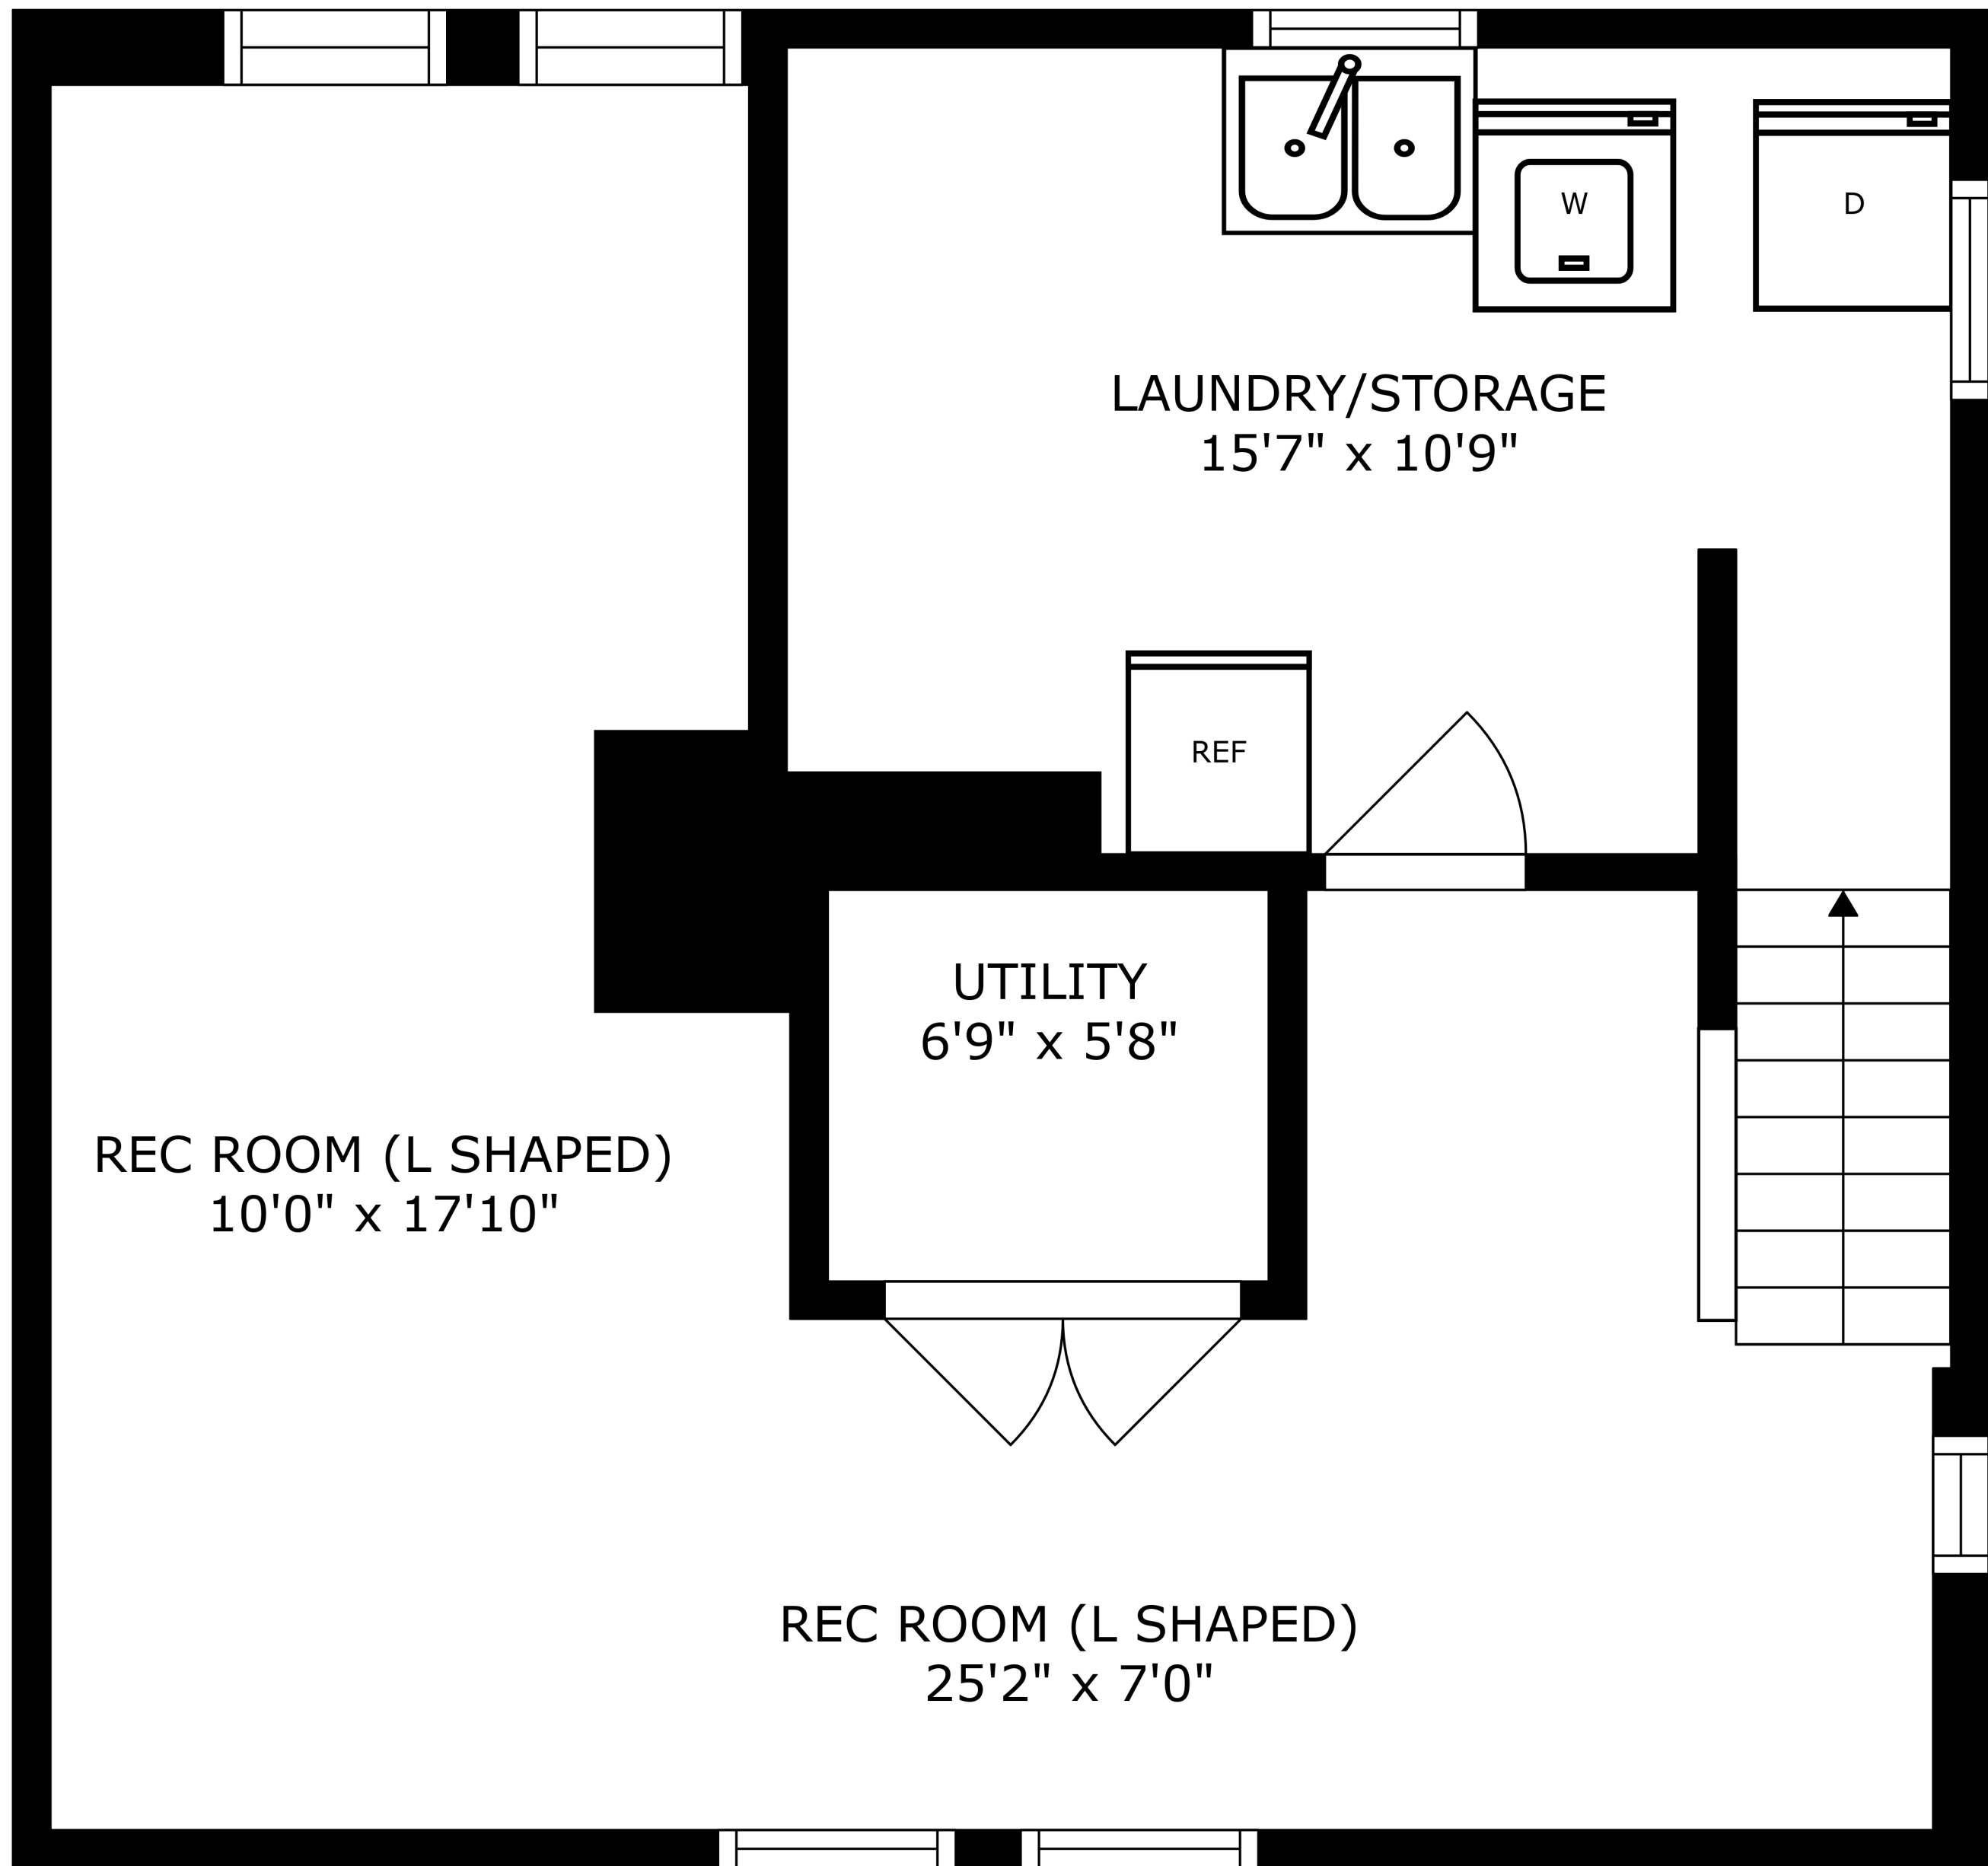 W
D
LAUNDRY/STORAGE
15'7" x 10'9"
REF
UTILITY
6'9" x 5'8"
REC ROOM (L SHAPED)
10'0" x 17'10"
REC ROOM (L SHAPED)
25'2" x 7'0"